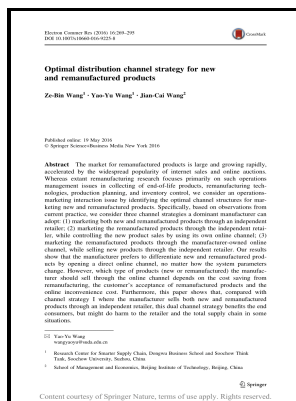 Electron Commer Res (2016) 16:269–295
DOI 10.1007/s10660-016-9225-8
CrossMark
Optimal distribution channel strategy for new
and remanufactured products
Ze-Bin Wang¹ · Yao-Yu Wang¹ · Jian-Cai Wang²
Published online: 19 May 2016
© Springer Science+Business Media New York 2016
Abstract The market for remanufactured products is large and growing rapidly,
accelerated by the widespread popularity of internet sales and online auctions.
Whereas extant remanufacturing research focuses primarily on such operations
management issues in collecting of end-of-life products, remanufacturing tech-
nologies, production planning, and inventory control, we consider an operations–
marketing interaction issue by identifying the optimal channel structures for mar-
keting new and remanufactured products. Specifically, based on observations from
current practice, we consider three channel strategies a dominant manufacturer can
adopt: (1) marketing both new and remanufactured products through an independent
retailer; (2) marketing the remanufactured products through the independent retai-
ler, while controlling the new product sales by using its own online channel; (3)
marketing the remanufactured products through the manufacturer-owned online
channel, while selling new products through the independent retailer. Our results
show that the manufacturer prefers to differentiate new and remanufactured prod-
ucts by opening a direct online channel, no matter how the system parameters
change. However, which type of products (new or remanufactured) the manufac-
turer should sell through the online channel depends on the cost saving from
remanufacturing, the customer's acceptance of remanufactured products and the
online inconvenience cost. Furthermore, this paper shows that, compared with
channel strategy I where the manufacturer sells both new and remanufactured
products through an independent retailer, this dual channel strategy benefits the end
consumers, but might do harm to the retailer and the total supply chain in some
situations.
✉ Yao-Yu Wang
wangyaoyu@suda.edu.cn
¹ Research Center for Smarter Supply Chain, Dongwu Business School and Soochow Think
Tank, Soochow University, Suzhou, China
² School of Management and Economics, Beijing Institute of Technology, Beijing, China
Springer
Content courtesy of Springer Nature, terms of use apply. Rights reserved.